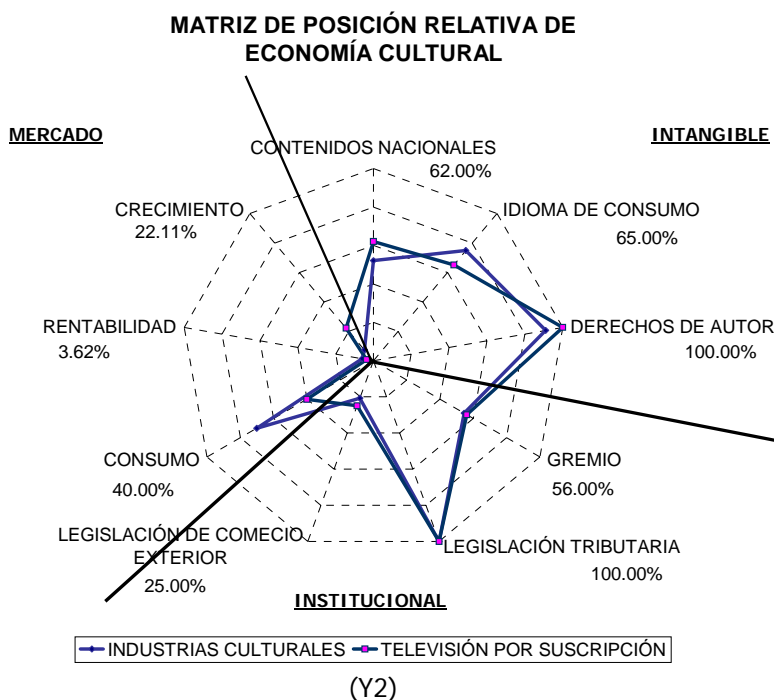 MATRIZ DE POSICIÓN RELATIVA DE
ECONOMÍA CULTURAL
MERCADO
INTANGIBLE
CONTENIDOS NACIONALES
62.00%
IDIOMA DE CONSUMO
65.00%
DERECHOS DE AUTOR
100.00%
GREMIO
56.00%
LEGISLACIÓN TRIBUTARIA
100.00%
INSTITUCIONAL
LEGISLACIÓN DE COMECIO
EXTERIOR
25.00%
CONSUMO
40.00%
RENTABILIDAD
3.62%
CRECIMIENTO
22.11%
INDUSTRIAS CULTURALES
TELEVISIÓN POR SUSCRIPCIÓN
(Y2)